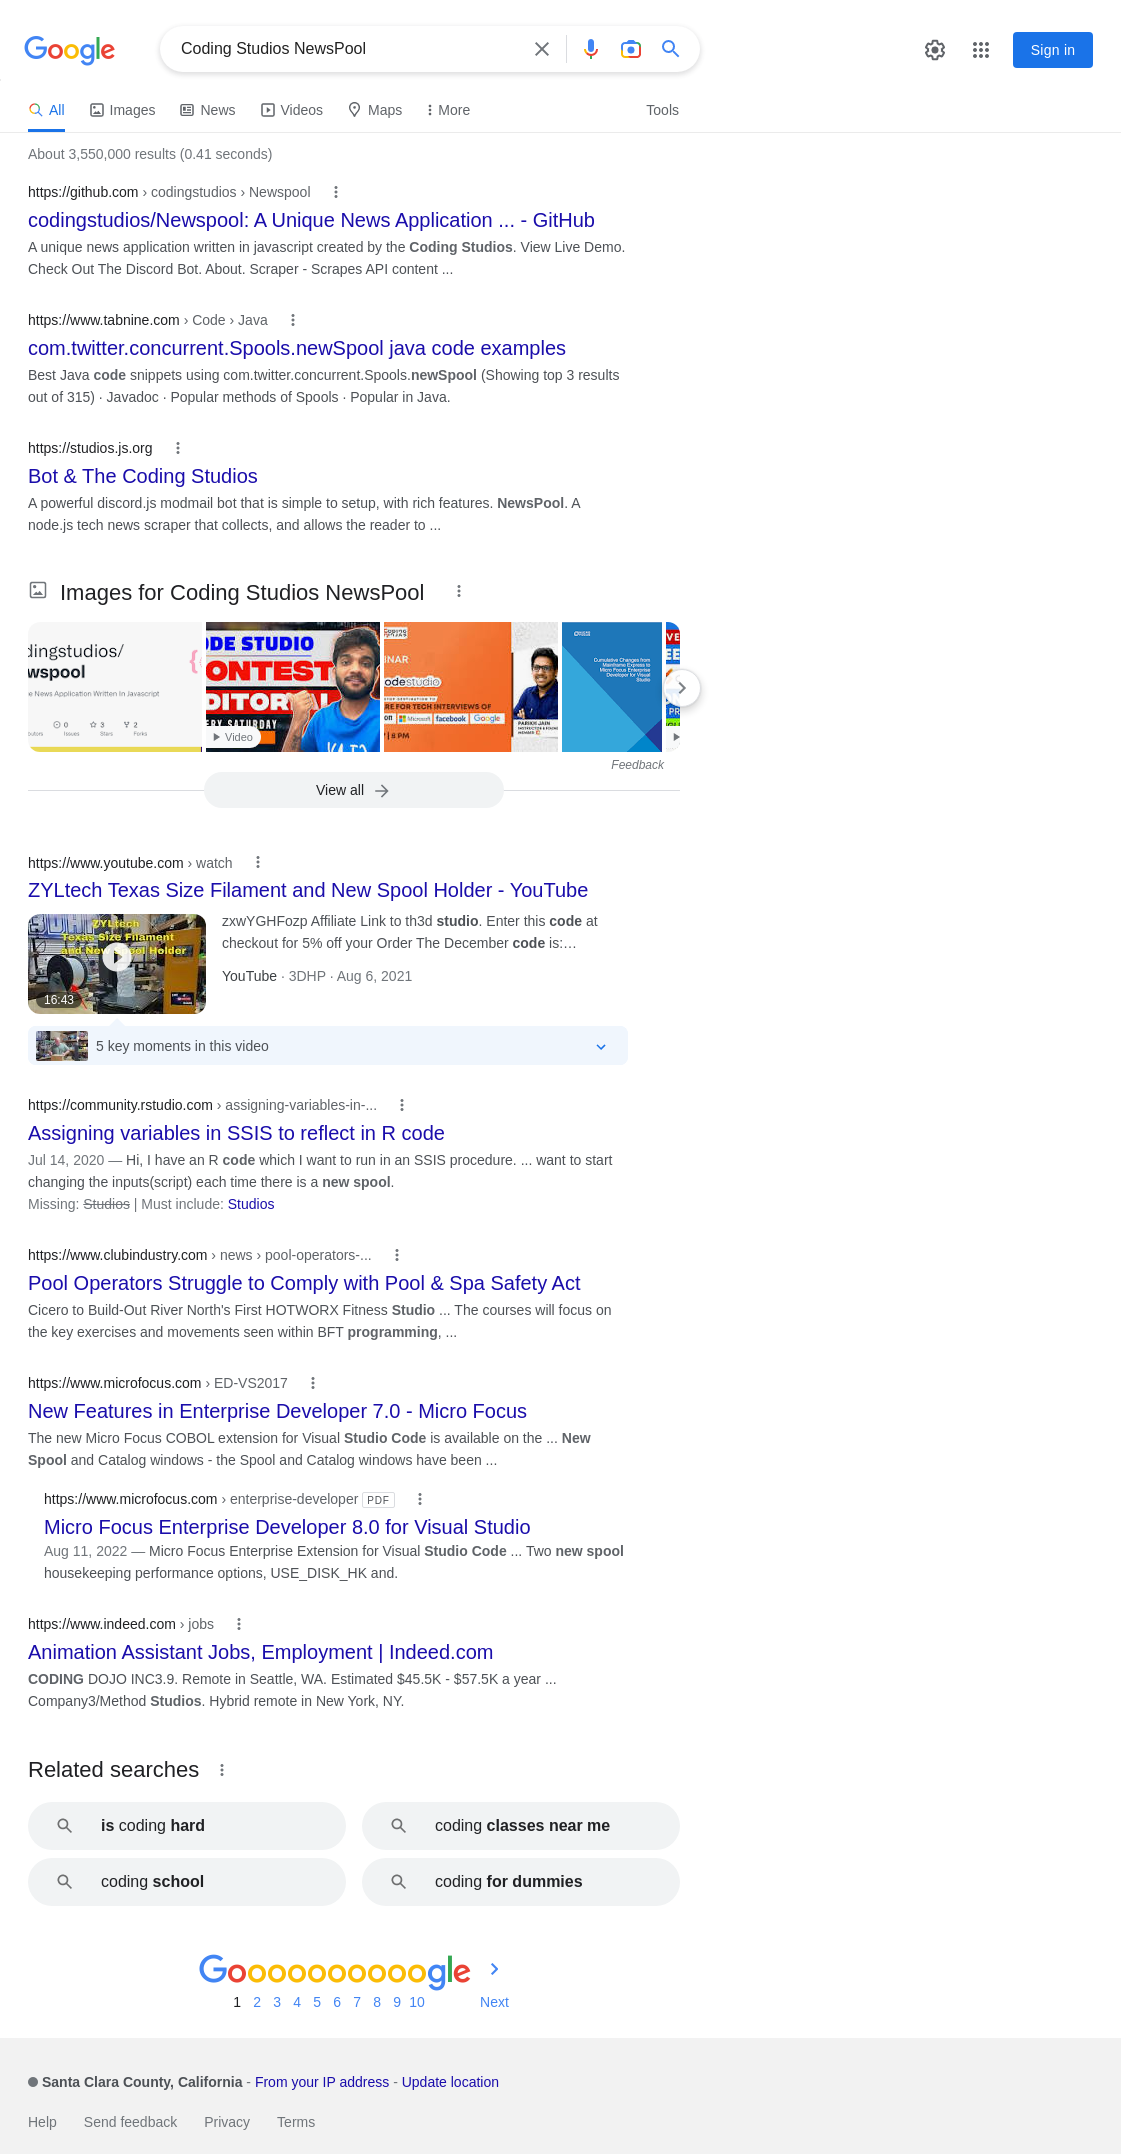 Google
Coding Studios NewsPool
Sign in
All
Images
News
Videos
Maps
More
Tools
About 3,550,000 results (0.41 seconds)
https://github.com › codingstudios › Newspool
codingstudios/Newspool: A Unique News Application ... - GitHub
A unique news application written in javascript created by the Coding Studios. View Live Demo.
Check Out The Discord Bot. About. Scraper - Scrapes API content ...
https://www.tabnine.com › Code › Java
com.twitter.concurrent.Spools.newSpool java code examples
Best Java code snippets using com.twitter.concurrent.Spools.newSpool (Showing top 3 results
out of 315) · Javadoc · Popular methods of Spools · Popular in Java.
https://studios.js.org
Bot & The Coding Studios
A powerful discord.js modmail bot that is simple to setup, with rich features. NewsPool. A
node.js tech news scraper that collects, and allows the reader to ...
Images for Coding Studios NewsPool
dingstudios/
wspool
e News Application Written In Javascript
0
3
2
Issues
Stars
Forks
ODE STUDIO
ONTEST
DITORIAL
ERY SATURDAY
Video
INAR
codestudio
RE FOR TECH INTERVIEWS OF
Microsoft
facebook
Google
PARIKH JAIN
| 8 PM
Cumulative Changes from
Mainframe Express to
Micro Focus Enterprise
Developer for Visual
Studio
Feedback
View all
https://www.youtube.com › watch
ZYLtech Texas Size Filament and New Spool Holder - YouTube
ZYLtech
Texas Size Filament
and New Spool Holder
16:43
zxwYGHFozp Affiliate Link to th3d studio. Enter this code at
checkout for 5% off your Order The December code is:…
YouTube · 3DHP · Aug 6, 2021
5 key moments in this video
https://community.rstudio.com › assigning-variables-in-...
Assigning variables in SSIS to reflect in R code
Jul 14, 2020 — Hi, I have an R code which I want to run in an SSIS procedure. ... want to start
changing the inputs(script) each time there is a new spool.
Missing: Studios | Must include: Studios
https://www.clubindustry.com › news › pool-operators-...
Pool Operators Struggle to Comply with Pool & Spa Safety Act
Cicero to Build-Out River North's First HOTWORX Fitness Studio ... The courses will focus on
the key exercises and movements seen within BFT programming, ...
https://www.microfocus.com › ED-VS2017
New Features in Enterprise Developer 7.0 - Micro Focus
The new Micro Focus COBOL extension for Visual Studio Code is available on the ... New
Spool and Catalog windows - the Spool and Catalog windows have been ...
https://www.microfocus.com › enterprise-developer PDF
Micro Focus Enterprise Developer 8.0 for Visual Studio
Aug 11, 2022 — Micro Focus Enterprise Extension for Visual Studio Code ... Two new spool
housekeeping performance options, USE_DISK_HK and.
https://www.indeed.com › jobs
Animation Assistant Jobs, Employment | Indeed.com
CODING DOJO INC3.9. Remote in Seattle, WA. Estimated $45.5K - $57.5K a year ...
Company3/Method Studios. Hybrid remote in New York, NY.
Related searches
is coding hard
coding classes near me
coding school
coding for dummies
Goooooooooogle
1 2 3 4 5 6 7 8 9 10 Next
Santa Clara County, California - From your IP address - Update location
Help
Send feedback
Privacy
Terms